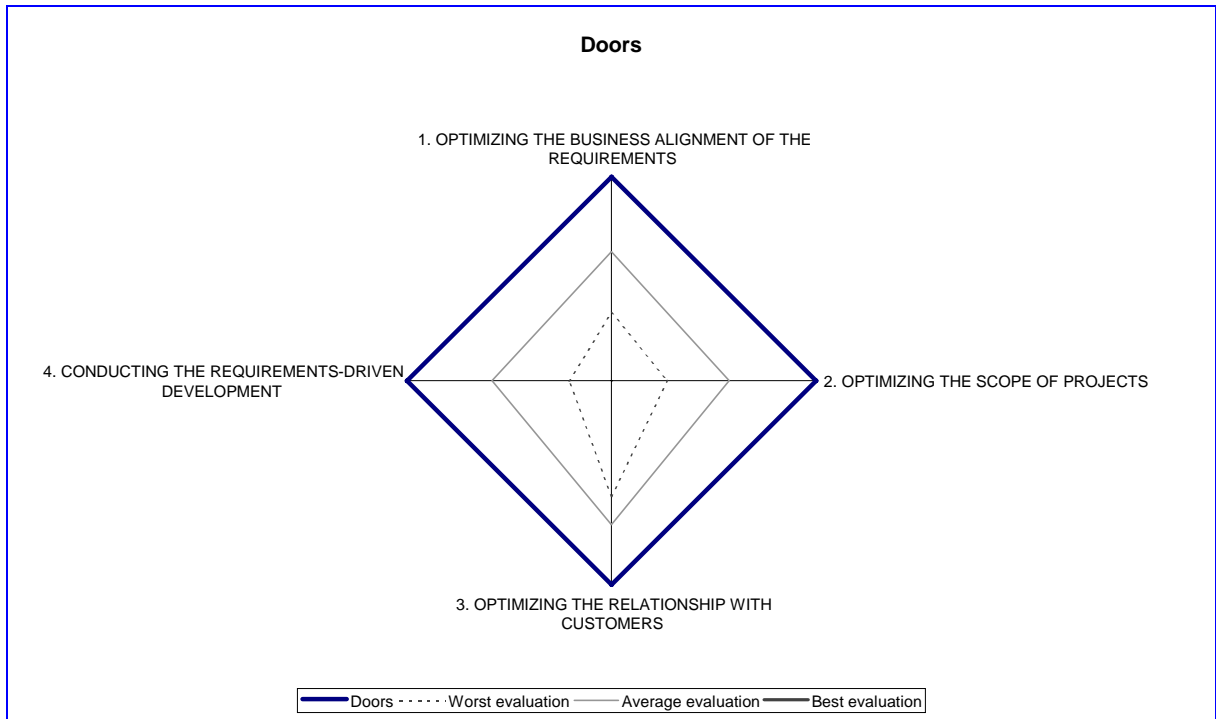 Doors
1. OPTIMIZING THE BUSINESS ALIGNMENT OF THE
REQUIREMENTS
4. CONDUCTING THE REQUIREMENTS-DRIVEN
DEVELOPMENT
2. OPTIMIZING THE SCOPE OF PROJECTS
3. OPTIMIZING THE RELATIONSHIP WITH
CUSTOMERS
Doors Worst evaluation Average evaluation Best evaluation